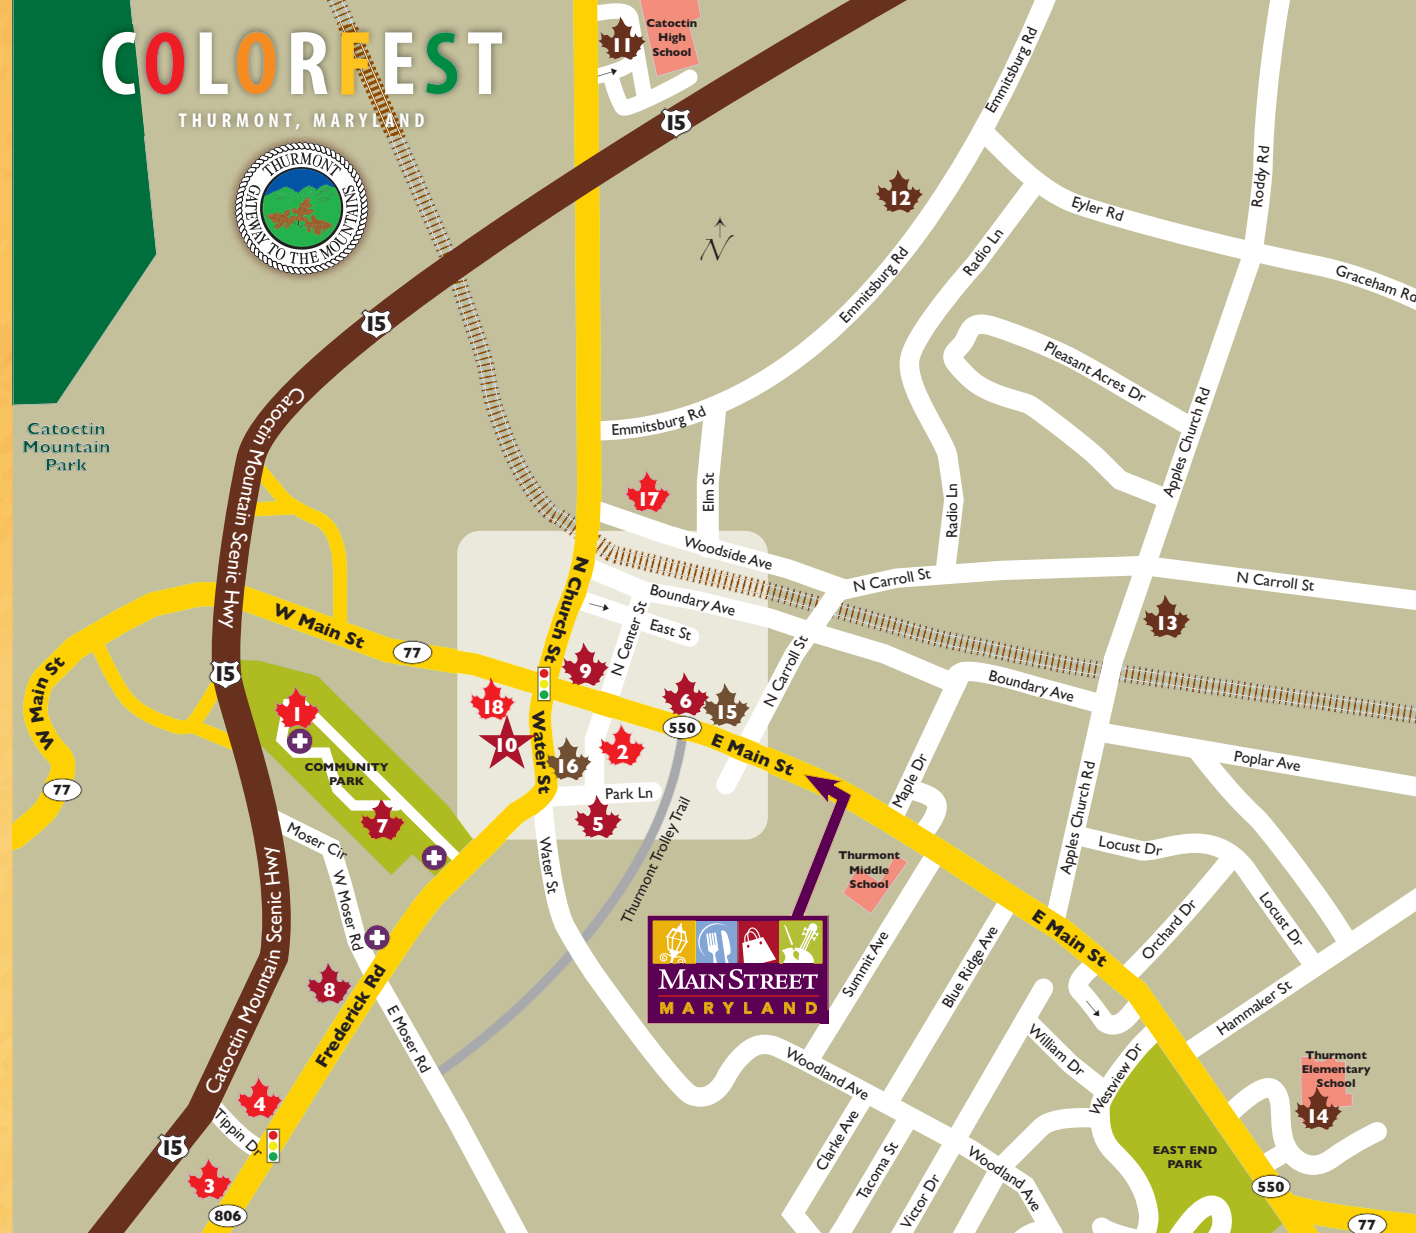 COLORFEST
THURMONT, MARYLAND
THURMONT
GATEWAY TO THE MOUNTAINS
11
Catoctin
High
School
15
Emmitsburg Rd
12
N
Eyler Rd
Roddy Rd
Graceham Rd
Radio Ln
Emmitsburg Rd
15
Pleasant Acres Dr
Catoctin
Mountain
Park
Catoctin Mountain Scenic Hwy
Emmitsburg Rd
Apples Church Rd
17
Elm St
Radio Ln
Woodside Ave
N Carroll St
N Carroll St
N Church St
Boundary Ave
East St
N Center St
13
W Main St
77
9
N Carroll St
W Main St
15
Boundary Ave
1
18
6
15
550
10
Water St
16
2
E Main St
COMMUNITY
PARK
Poplar Ave
77
Park Ln
5
7
Maple Dr
Apples Church Rd
Moser Cir
Water St
Thurmont Trolley Trail
Thurmont
Middle
School
Locust Dr
W Moser Rd
Catoctin Mountain Scenic Hwy
Locust Dr
Orchard Dr
E Main St
MAIN STREET
MARYLAND
Summit Ave
Blue Ridge Ave
8
Frederick Rd
E Moser Rd
Hammaker St
William Dr
Westview Dr
Woodland Ave
Thurmont
Elementary
School
14
4
Tippin Dr
15
Clarke Ave
Tacoma St
Victor Dr
Woodland Ave
EAST END
PARK
3
806
550
77